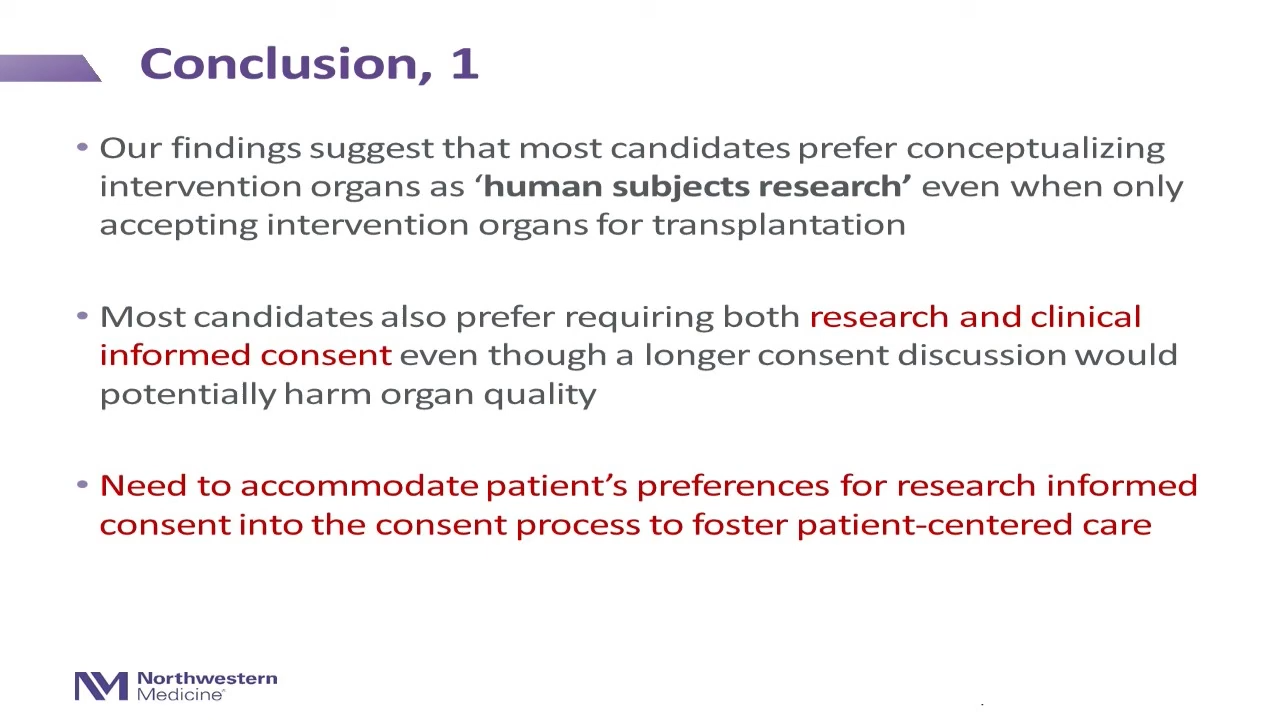 Conclusion, 1
• Our findings suggest that most candidates prefer conceptualizing
intervention organs as ‘human subjects research’ even when only
accepting intervention organs for transplantation
• Most candidates also prefer requiring both research and clinical
informed consent even though a longer consent discussion would
potentially harm organ quality
• Need to accommodate patient’s preferences for research informed
consent into the consent process to foster patient-centered care
Northwestern
Medicine®